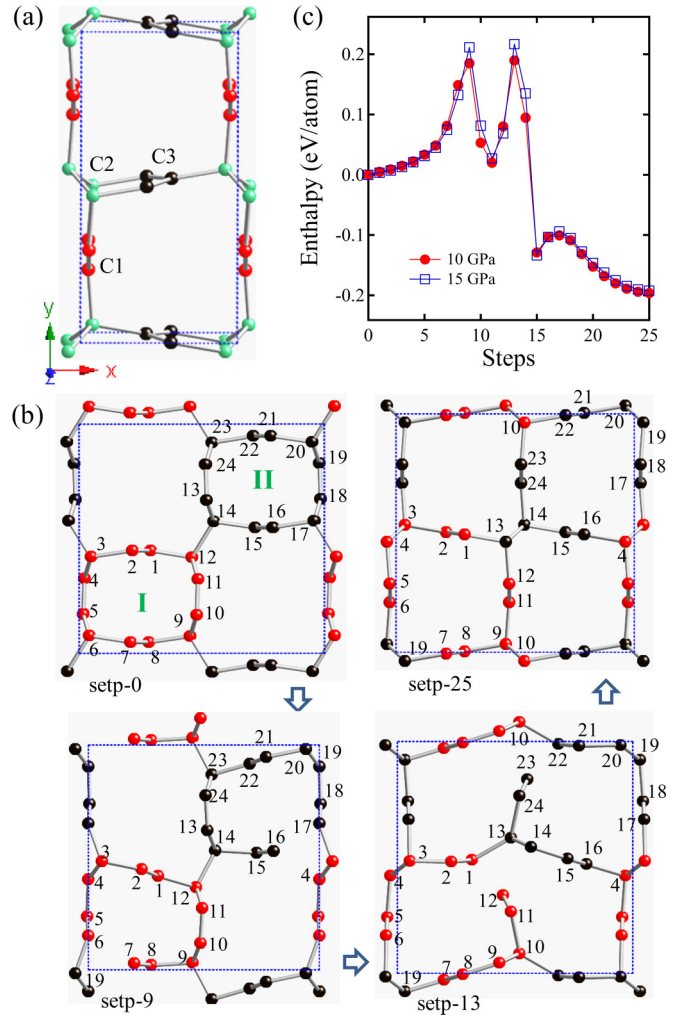 (a)
C2 C3
C1
y
z x
(c)
Enthalpy (eV/atom)
0.2
0.1
0.0
-0.1
-0.2
10 GPa
15 GPa
0 5 10 15 20 25
Steps
(b)
23 21
22 20
24 19
II
13 18
14 15 16 17
3 2 1 12
4 11
I
5 10
6 7 8 9
setp-0
21
10 22 20
19
23 18
24 17
3 14
13 16
4 2 1 15 4
5 12
6 11
9
19 7 8 10
setp-25
23 21 19
22 20
24 18
13 14 16 17
3 15
2 1
4 12 4
11
5
6 10
7 8 9
19
setp-9
10 21 19
22 20
23
24 18
13 14 17
3 16
2 1 15
4 4
12
5 11
6
9 10
8
19 7
setp-13